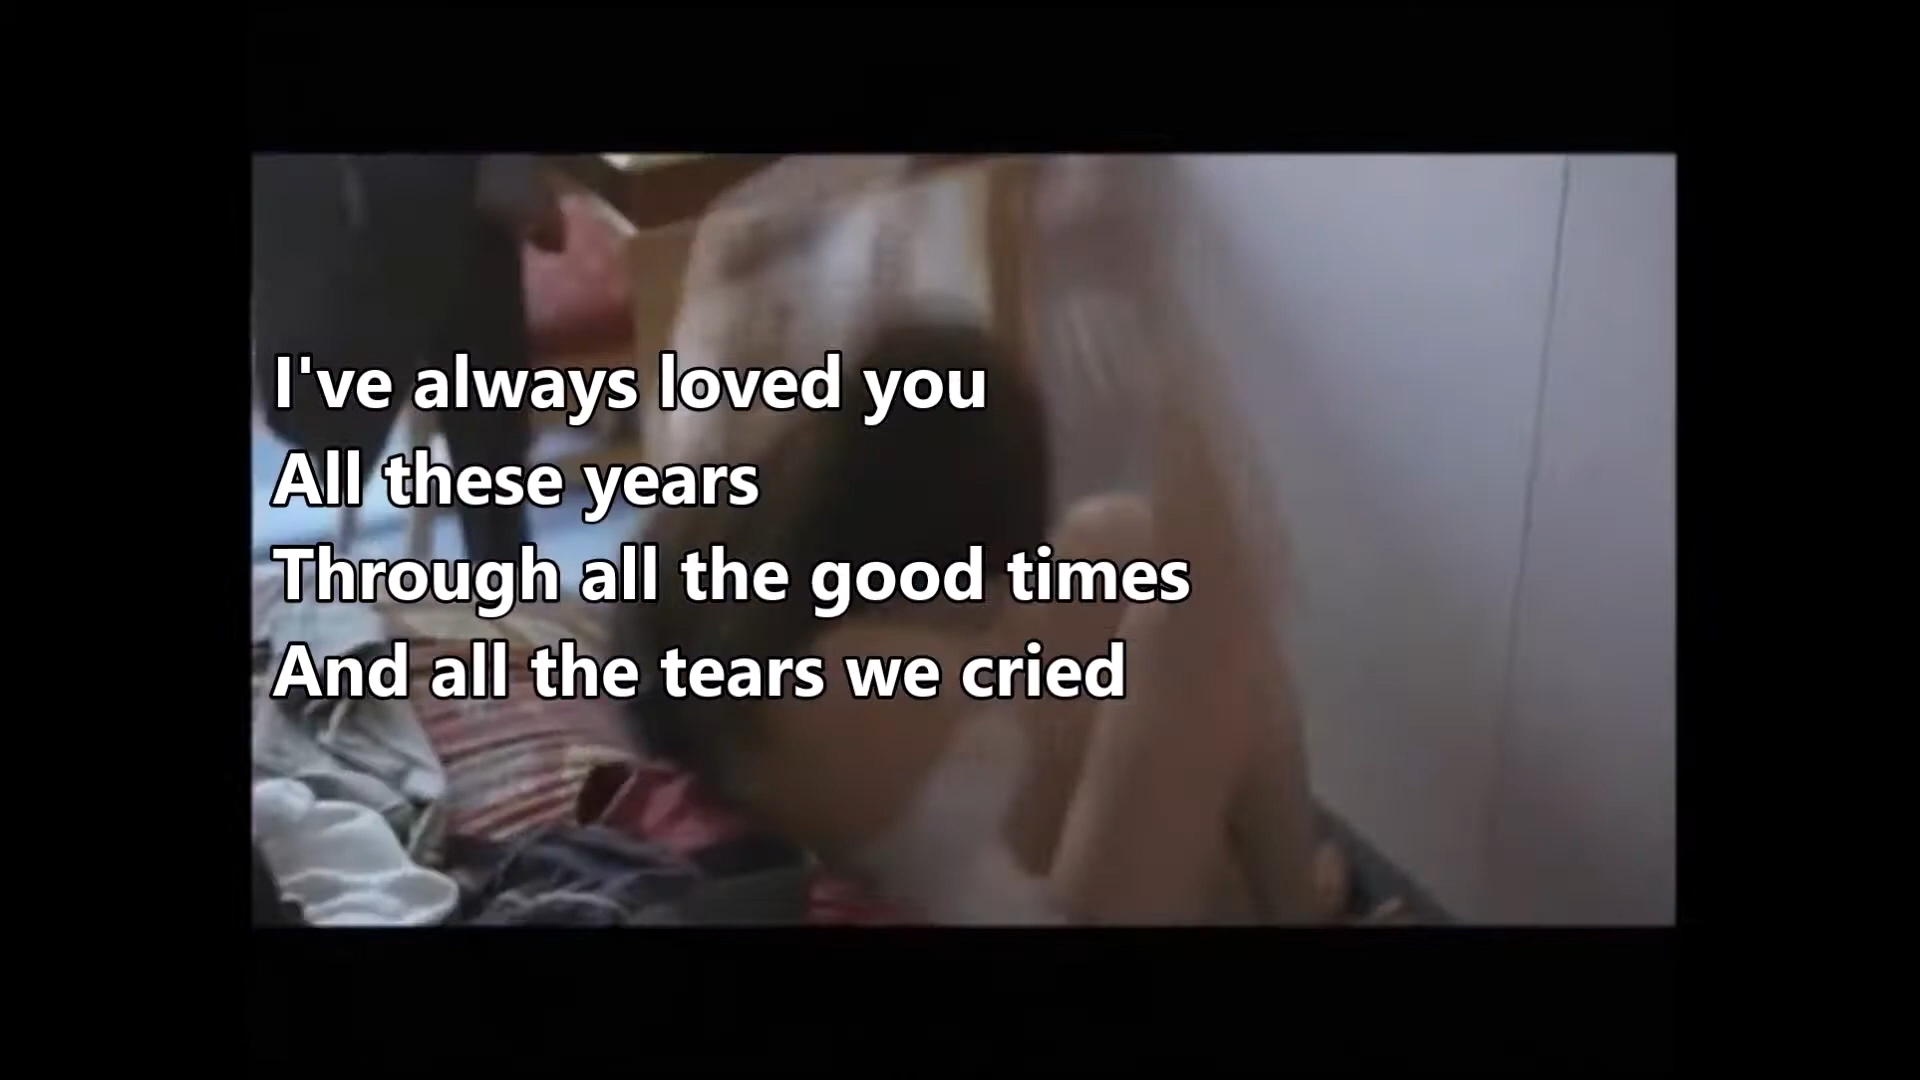 I've always loved you
All these years
Through all the good times
And all the tears we cried